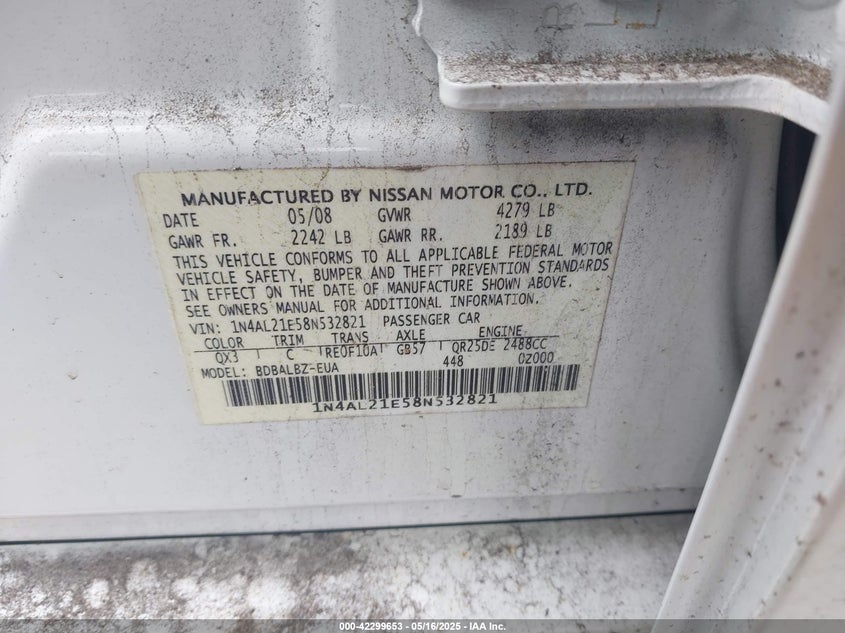 MANUFACTURED BY NISSAN MOTOR CO., LTD.
DATE 05/08 GVWR 4279 LB
GAWR FR. 2242 LB GAWR RR. 2189 LB
THIS VEHICLE CONFORMS TO ALL APPLICABLE FEDERAL MOTOR
VEHICLE SAFETY, BUMPER AND THEFT PREVENTION STANDARDS
IN EFFECT ON THE DATE OF MANUFACTURE SHOWN ABOVE.
SEE OWNERS MANUAL FOR ADDITIONAL INFORMATION.
VIN: 1N4AL21E58N532821 PASSENGER CAR
COLOR TRIM TRANS AXLE ENGINE
QX3 C RE0F10A GB57 QR25DE 2488CC
MODEL: BDBALBZ-EUA 448 0Z000
1N4AL21E58N532821
000-42299653 - 05/16/2025 - IAA Inc.